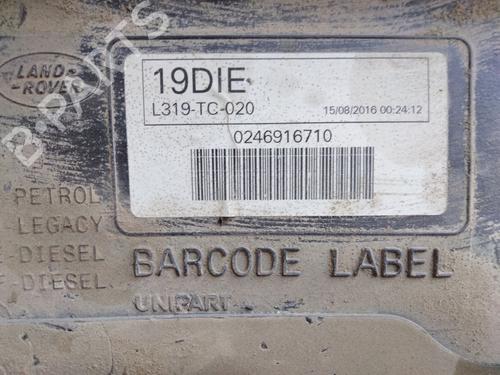 LAND-
-ROVER
19DIE
L319-TC-020
15/08/2016 00:24:12
0246916710
PETROL
LEGACY
-DIESEL
-DIESEL
BARCODE LABEL
UNIPART
B-PARTS